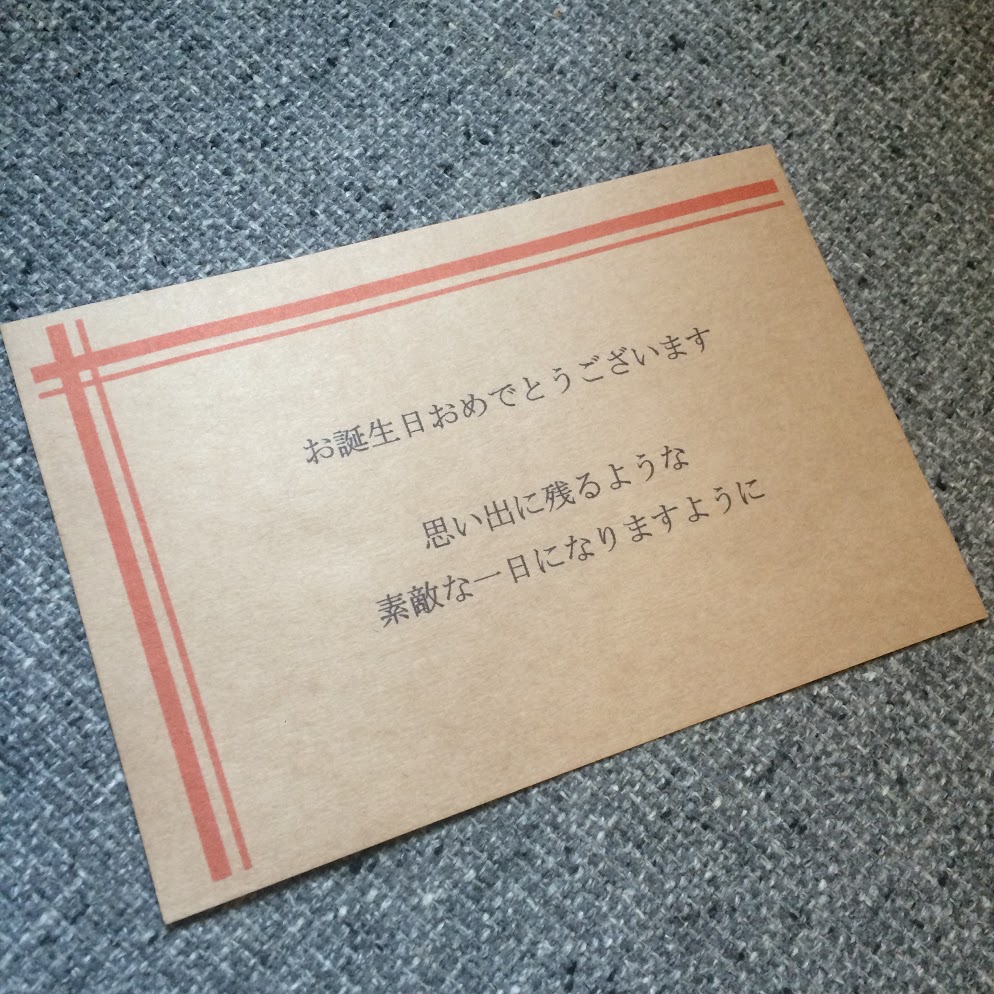 お誕生日おめでとうございます
思い出に残るような
素敵な一日になりますように